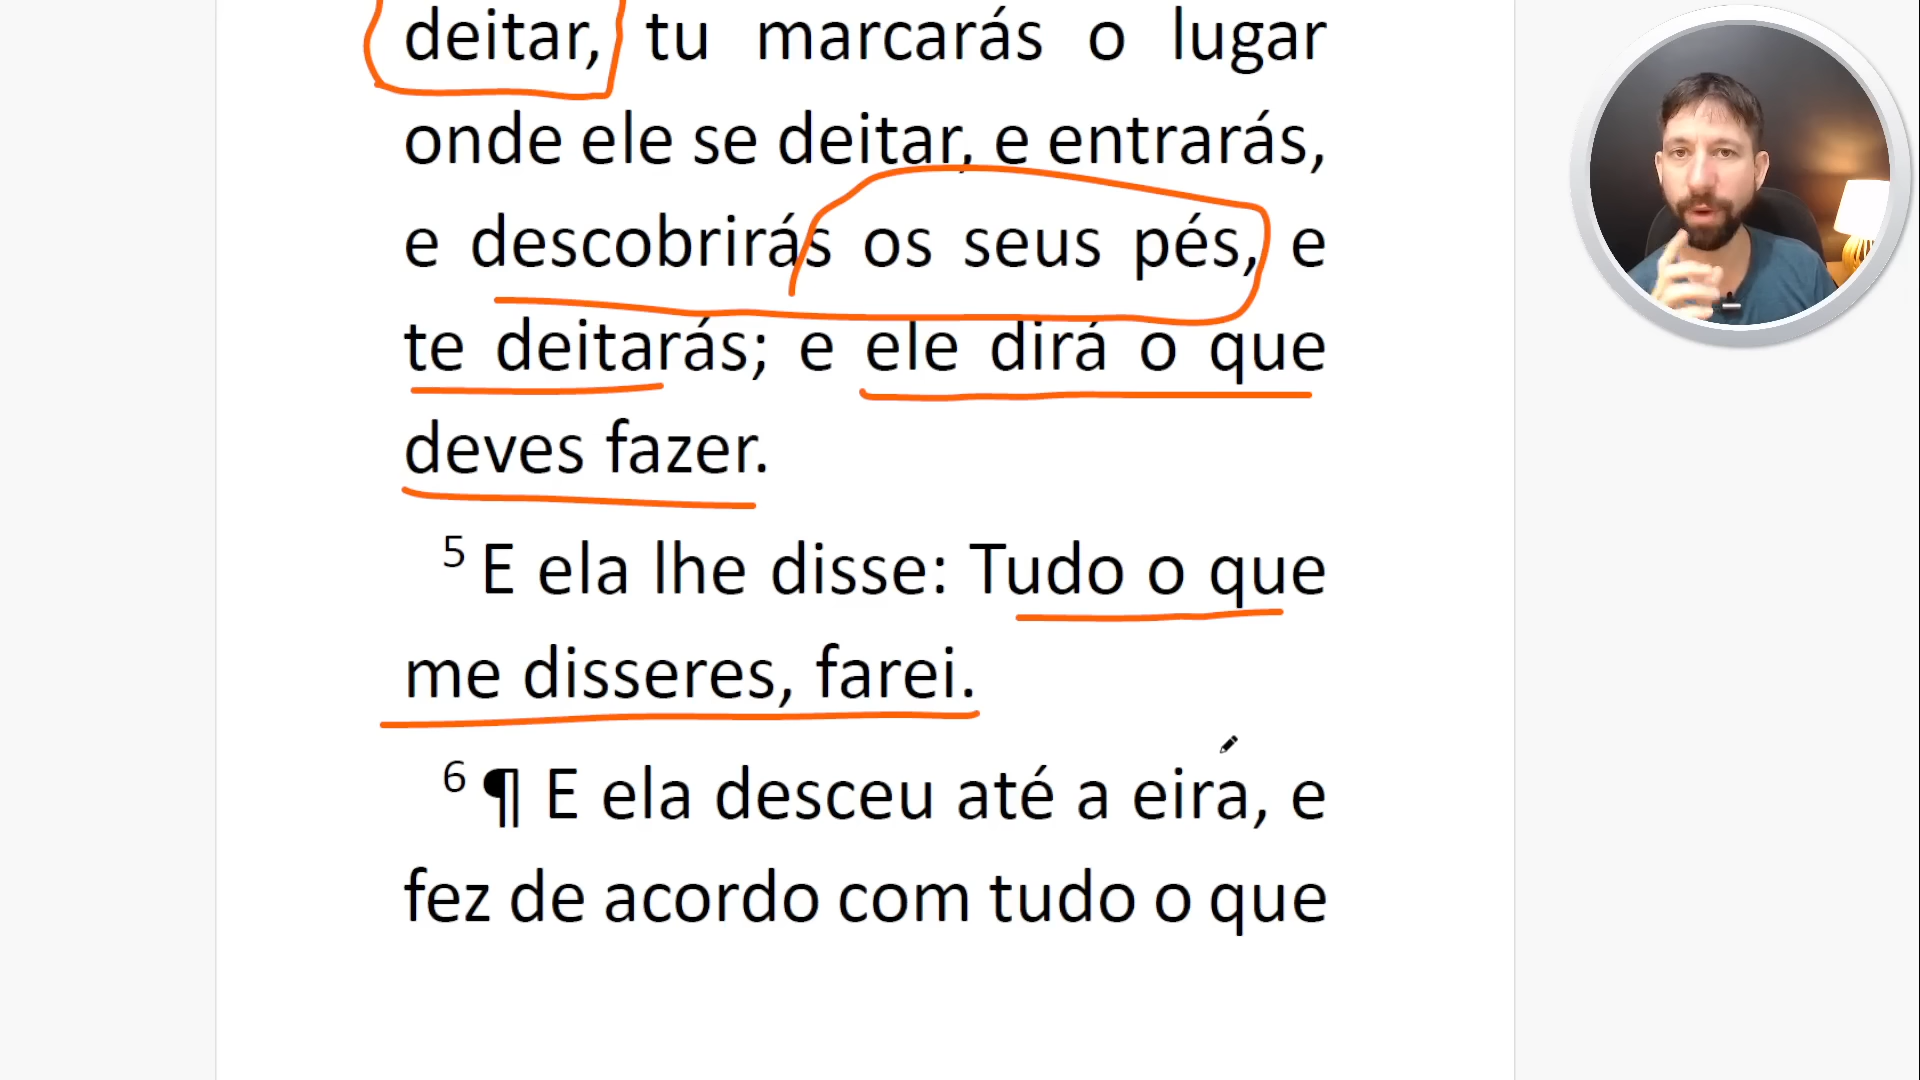 deitar, tu marcarás o lugar
onde ele se deitar, e entrarás,
e descobrirás os seus pés, e
te deitarás; e ele dirá o que
deves fazer.
5 E ela lhe disse: Tudo o que
me disseres, farei.
6 ¶ E ela desceu até a eira, e
fez de acordo com tudo o que